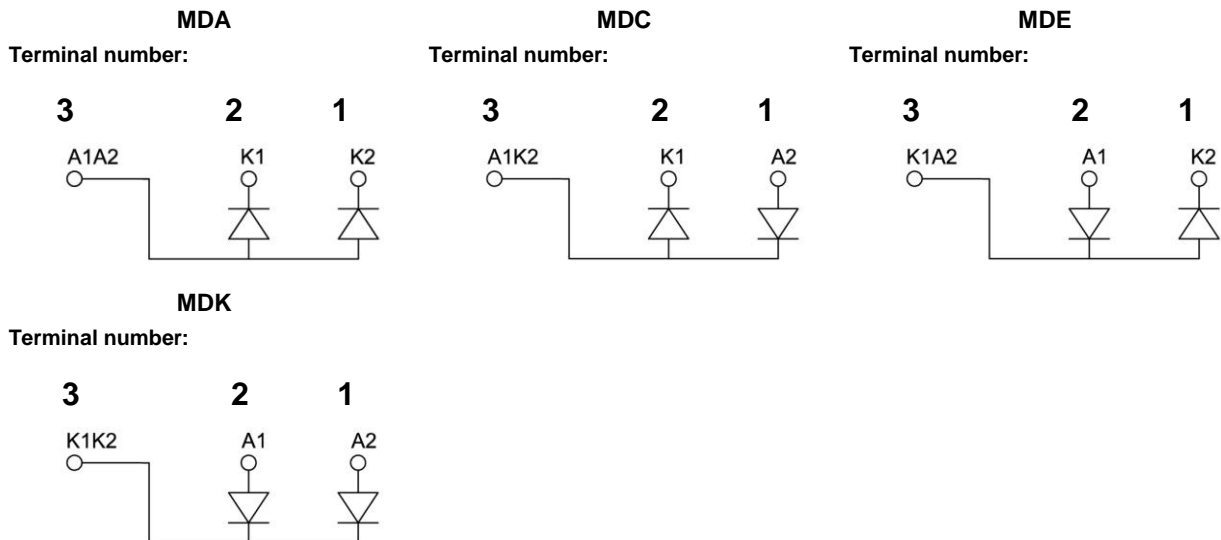 MDA MDC MDE
Terminal number: Terminal number: Terminal number:
3 2 1 3 2 1 3 2 1
A1A2 K1 K2 A1K2 K1 A2 K1A2 A1 K2
MDK
Terminal number:
3 2 1
K1K2 A1 A2